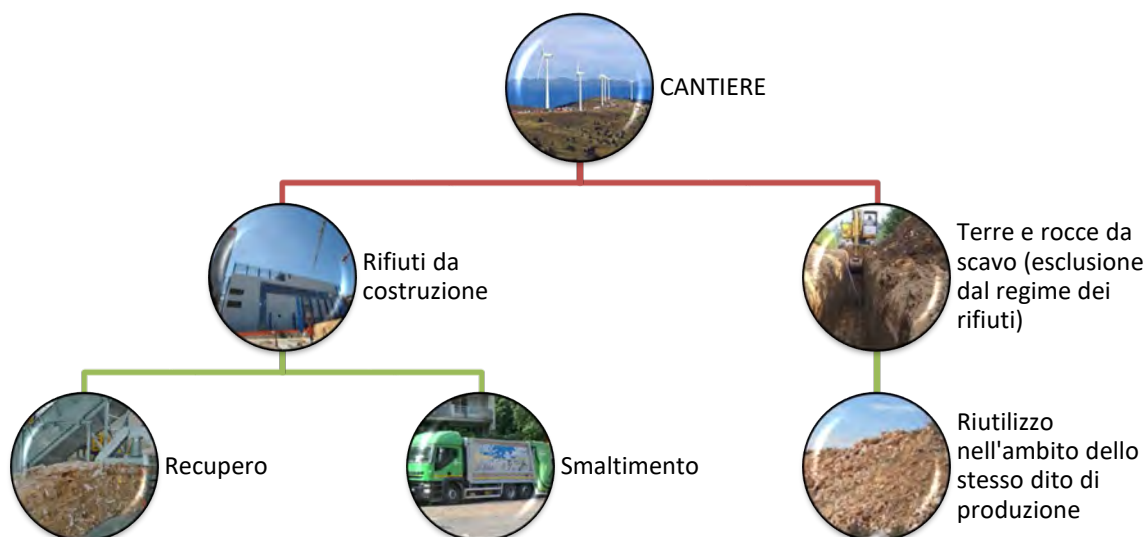 CANTIERE
Rifiuti da
costruzione
Terre e rocce da
scavo (esclusione
dal regime dei
rifiuti)
Recupero
Smaltimento
Riutilizzo
nell'ambito dello
stesso dito di
produzione